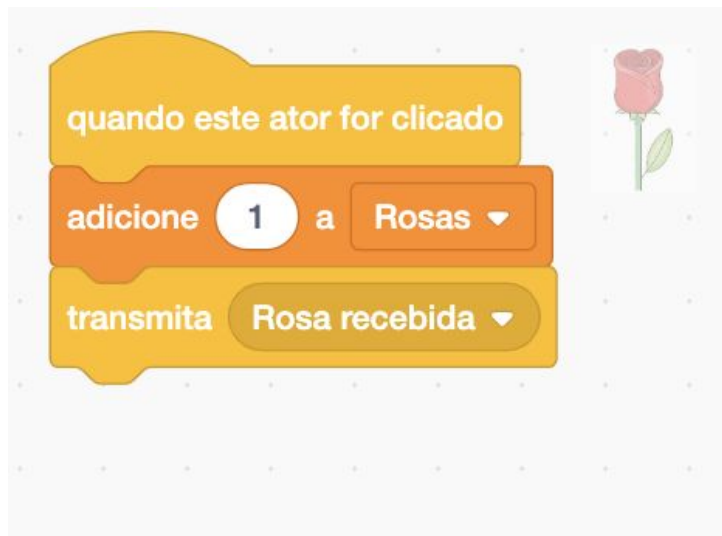 quando este ator for clicado
adicione 1 a Rosas
transmita Rosa recebida